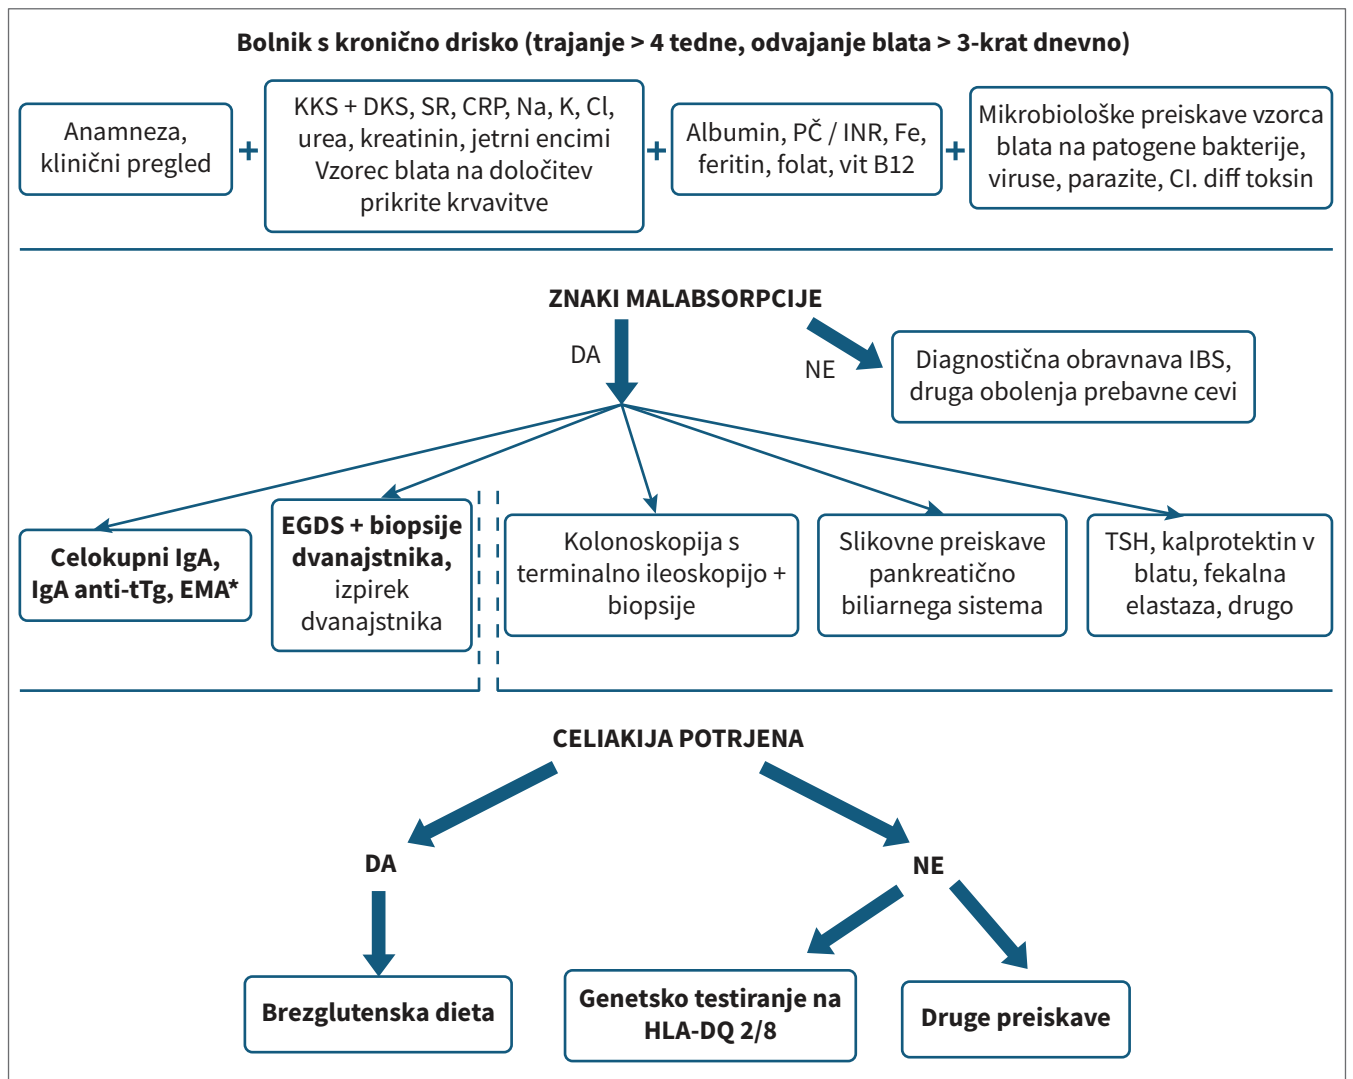 Bolnik s kronično drisko (trajanje > 4 tedne, odvajanje blata > 3-krat dnevno)
Anamneza,
klinični pregled
+
KKS + DKS, SR, CRP, Na, K, Cl,
urea, kreatinin, jetrni encimi
Vzorec blata na določitev
prikrite krvavitve
+
Albumin, PČ / INR, Fe,
feritin, folat, vit B12
+
Mikrobiološke preiskave vzorca
blata na patogene bakterije,
viruse, parazite, CI. diff toksin
ZNAKI MALABSORPCIJE
DA
NE
Diagnostična obravnava IBS,
druga obolenja prebavne cevi
Celokupni IgA,
IgA anti-tTg, EMA*
EGDS + biopsije
dvanajstnika,
izpirek
dvanajstnika
Kolonoskopija s
terminalno ileoskopijo +
biopsije
Slikovne preiskave
pankreatično
biliarnega sistema
TSH, kalprotektin v
blatu, fekalna
elastaza, drugo
CELIAKIJA POTRJENA
DA
NE
Brezglutenska dieta
Genetsko testiranje na
HLA-DQ 2/8
Druge preiskave